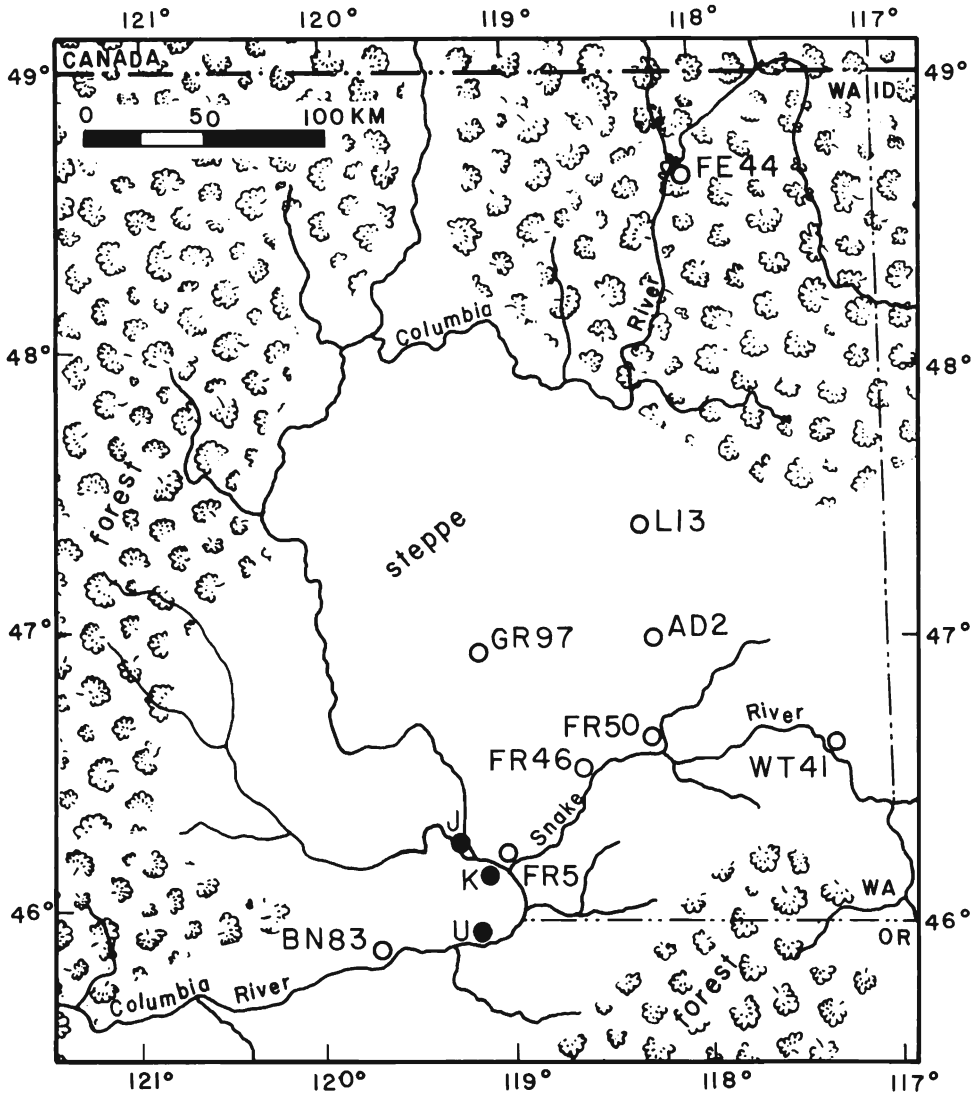 121° 120° 119° 118° 117°
CANADA
49° 49°
WA ID
0 50 100 KM
FE44
River
Columbia
48° 48°
forest
steppe
L13
47° 47°
GR97 AD2
FR50 River
FR46 WT41
Snake
J
K FR5
WA
46° 46°
U OR
BN83
forest
Columbia River
121° 120° 119° 118° 117°